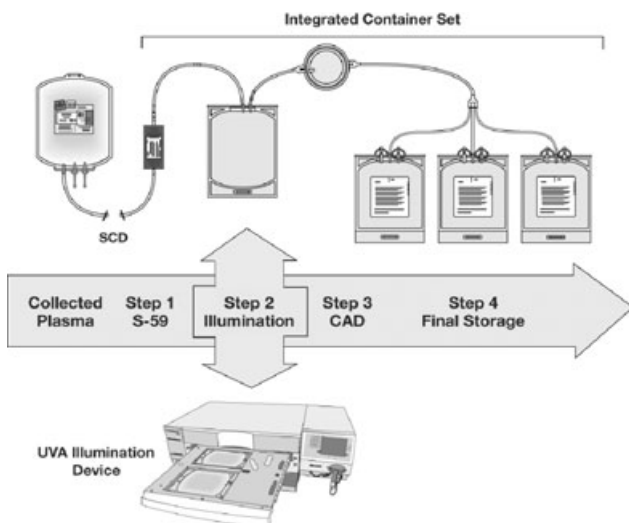 Integrated Container Set
SCD
Collected
Plasma
Step 1
S-59
Step 2
Illumination
Step 3
CAD
Step 4
Final Storage
UVA Illumination
Device